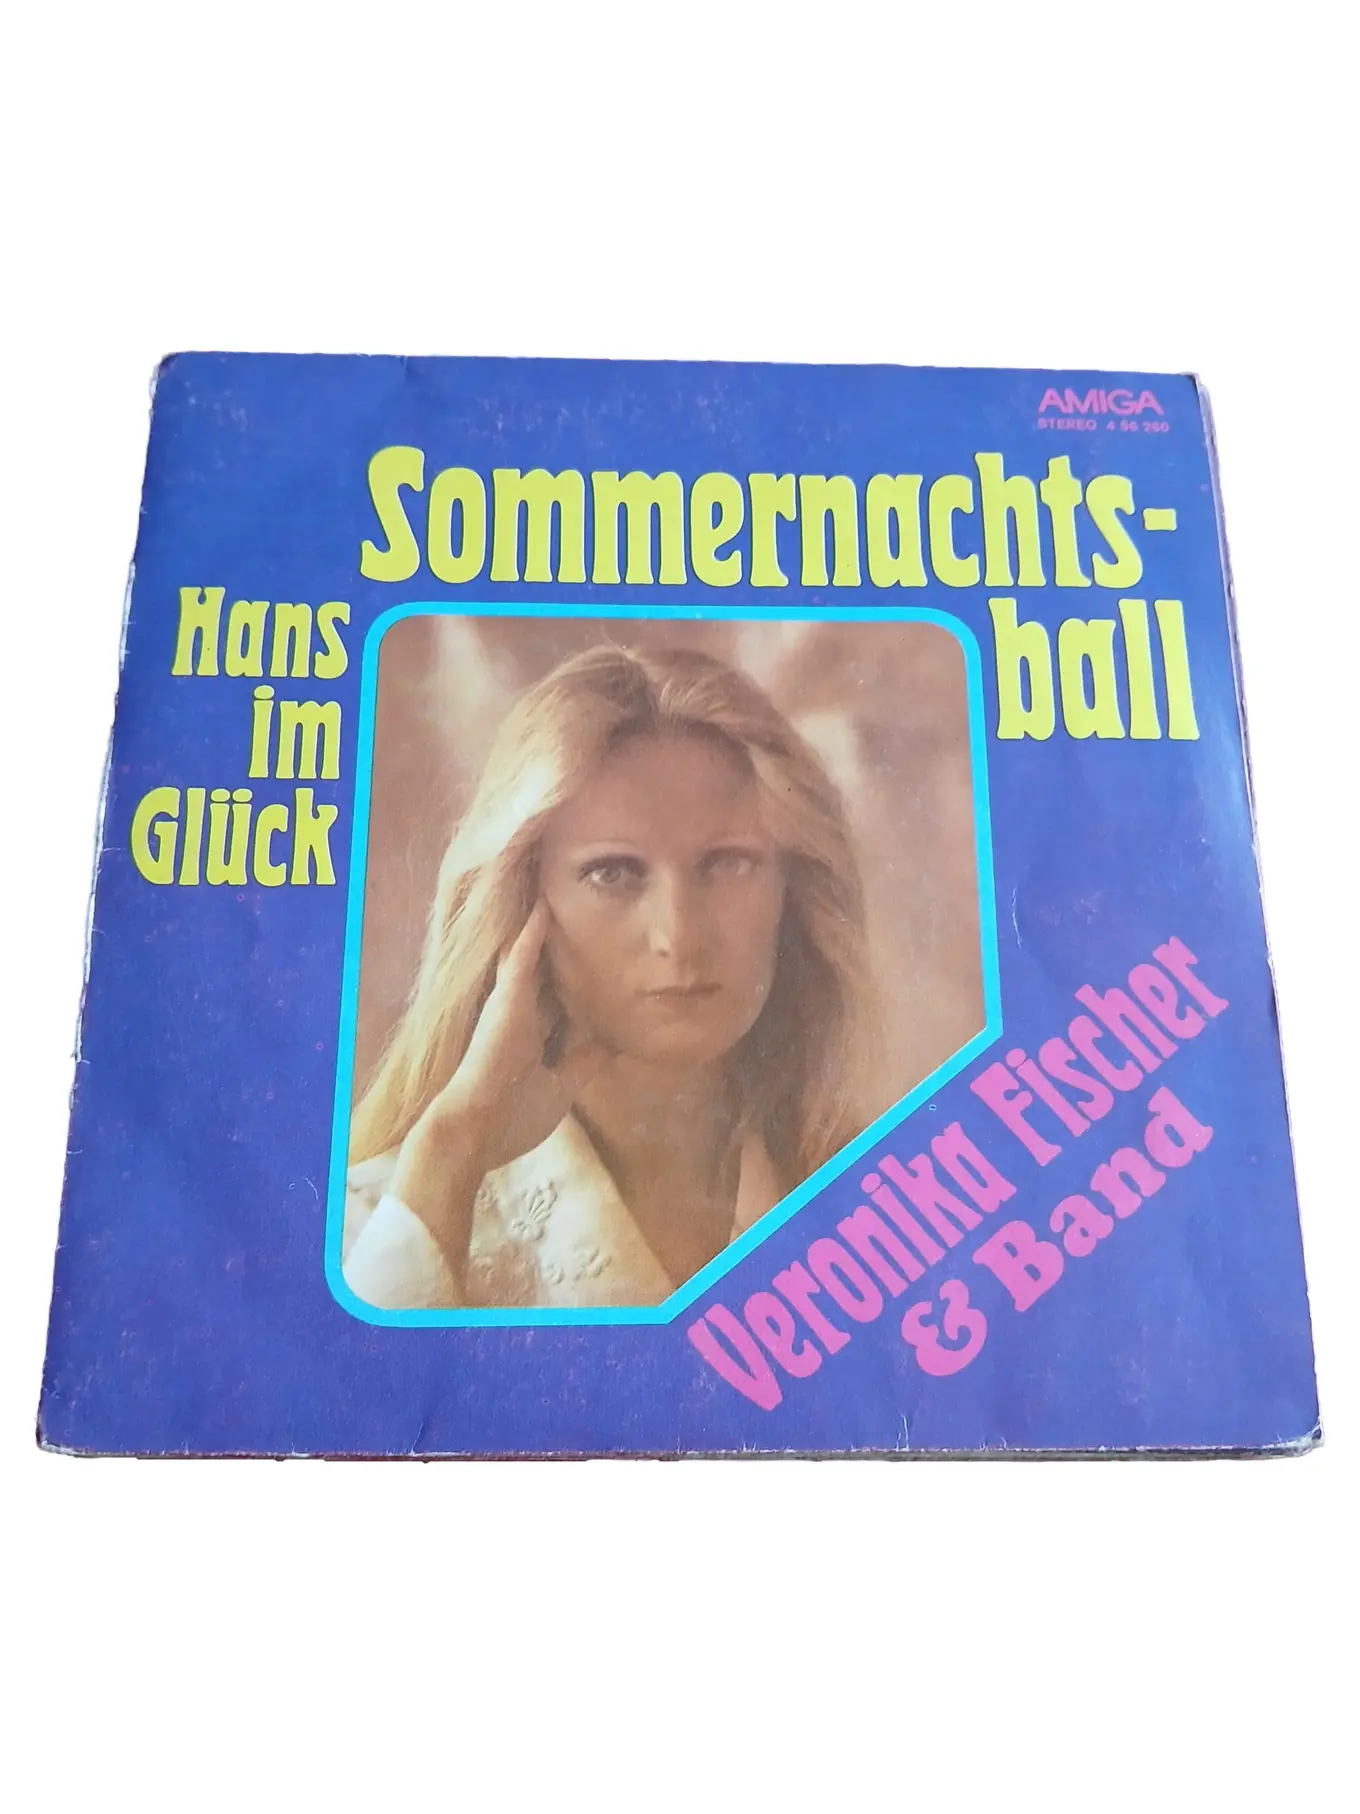 AMIGA
STEREO 4 56 260
Sommernachts-
ball
Hans
im
Glück
Veronika Fischer
& Band